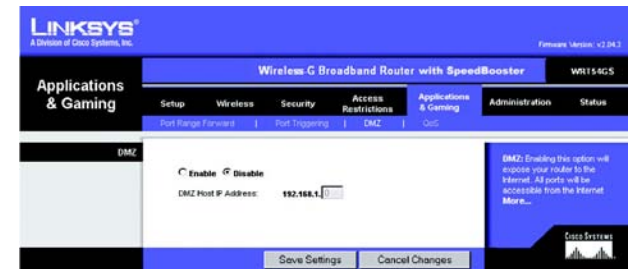 LINKSYS®
A Division of Cisco Systems, Inc.
Firmware Version: v2.04.3
Wireless-G Broadband Router with SpeedBooster
WRT54GS
Applications & Gaming
Setup
Wireless
Security
Access Restrictions
Applications & Gaming
Administration
Status
Port Range Forward | Port Triggering | DMZ | QoS
DMZ
Enable Disable
DMZ Host IP Address: 192.168.1. 0
DMZ: Enabling this option will
expose your router to the
Internet. All ports will be
accessible from the Internet
More...
Save Settings
Cancel Changes
CISCO SYSTEMS